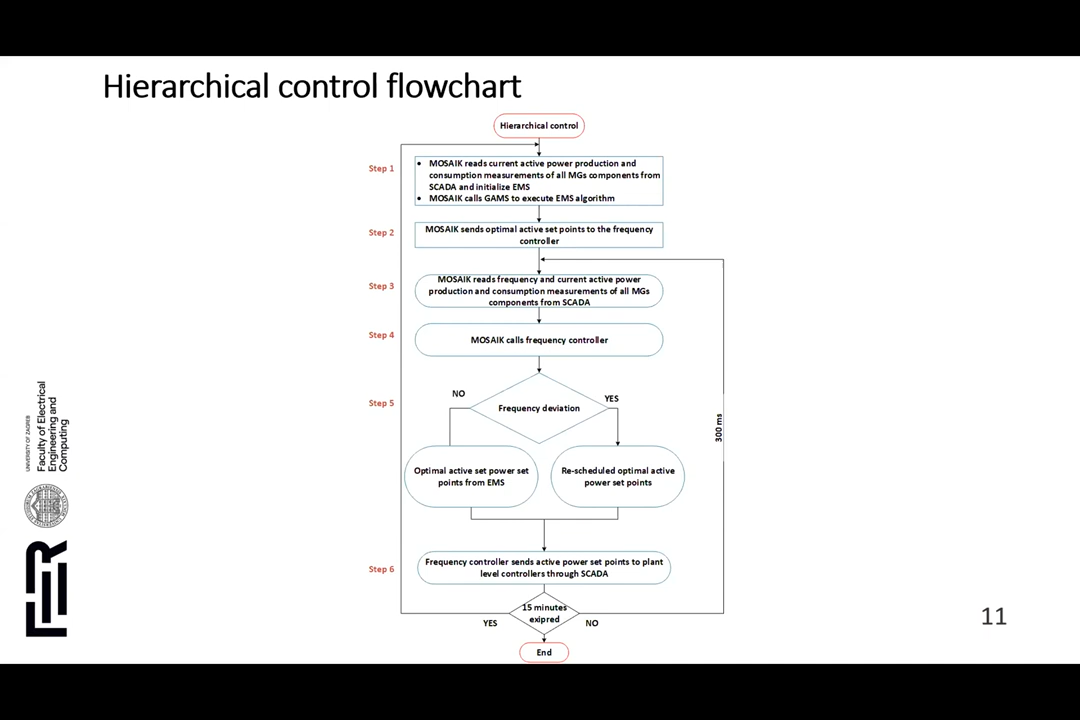 Hierarchical control flowchart
Hierarchical control
Step 1
• MOSAIK reads current active power production and
consumption measurements of all MGs components from
SCADA and initialize EMS
• MOSAIK calls GAMS to execute EMS algorithm
Step 2
MOSAIK sends optimal active set points to the frequency
controller
Step 3
MOSAIK reads frequency and current active power
production and consumption measurements of all MGs
components from SCADA
Step 4
MOSAIK calls frequency controller
Step 5
NO
Frequency deviation
YES
300 ms
Optimal active set power set
points from EMS
Re-scheduled optimal active
power set points
Step 6
Frequency controller sends active power set points to plant
level controllers through SCADA
15 minutes
exipred
YES
NO
End
UNIVERSITY OF ZAGREB
Faculty of Electrical
Engineering and
Computing
FER
11